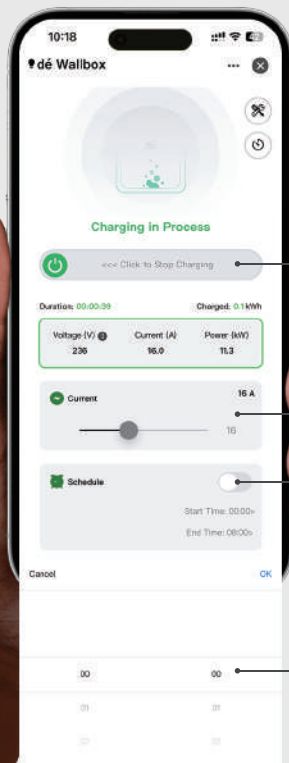 10:18
dé Wallbox
Charging in Process
<<< Click to Stop Charging
Duration: 00:00:39 Charged: 0.1 kWh
Voltage (V) Current (A) Power (kW)
236 16.0 11.3
Current 16 A
16
Schedule
Start Time: 00:00>
End Time: 08:00>
Cancel OK
00 00
01 01
02 02